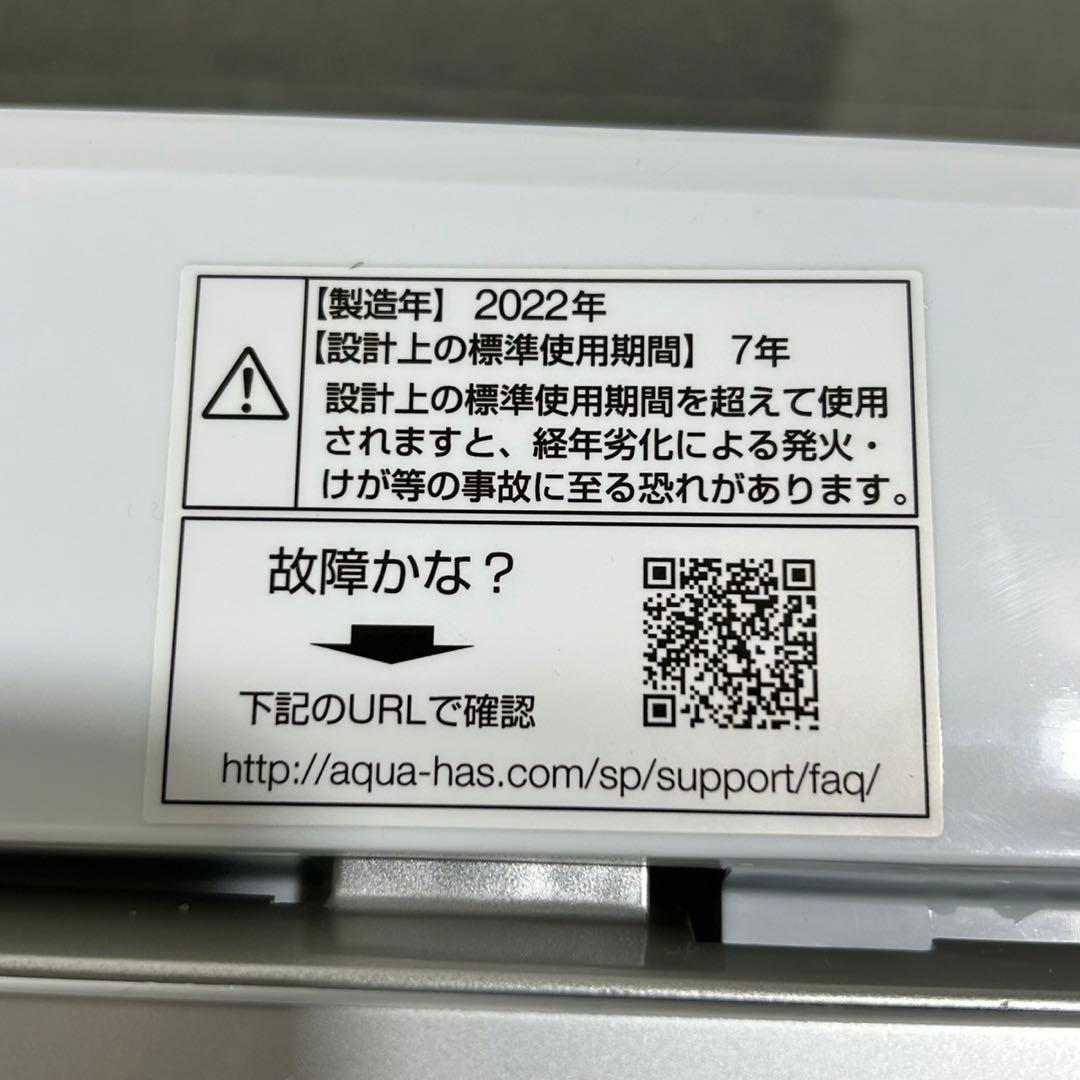 【製造年】 2022年
【設計上の標準使用期間】 7年
設計上の標準使用期間を超えて使用
されますと、経年劣化による発火・
けが等の事故に至る恐れがあります。
故障かな？
下記のURLで確認
http://aqua-has.com/sp/support/faq/